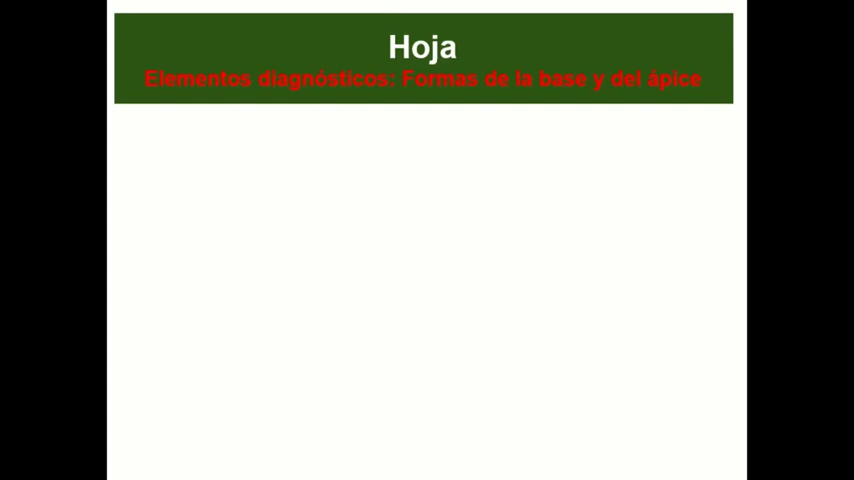 Hoja
Elementos diagnósticos: Formas de la base y del ápice